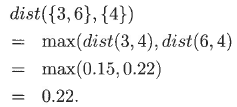 dist({3,6},{4})
= max(dist(3,4),dist(6,4)
= max(0.15,0.22)
= 0.22.